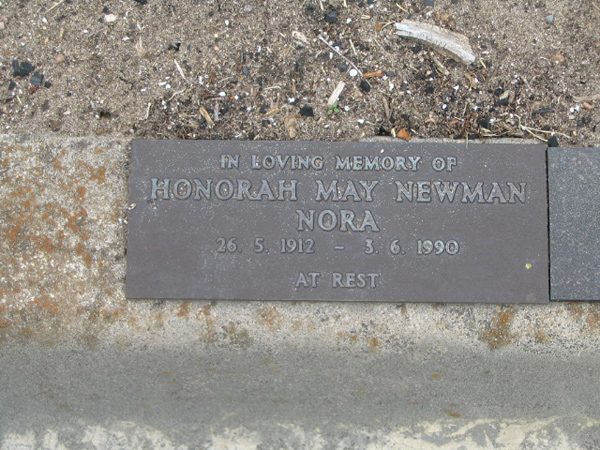 IN LOVING MEMORY OF
HONORAH MAY NEWMAN
NORA
26. 5. 1912 – 3. 6. 1990
AT REST